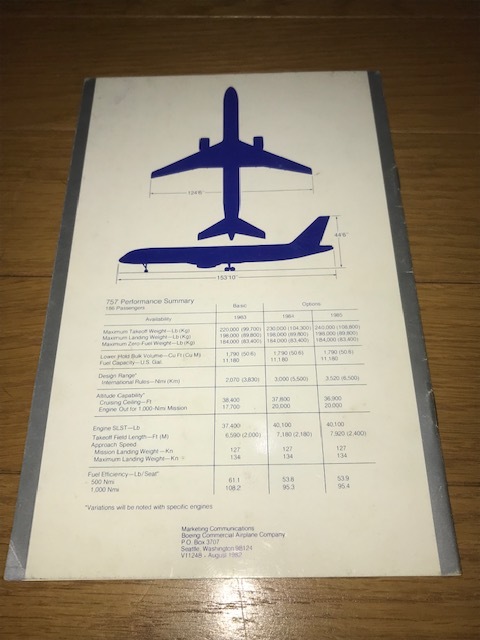 124'6"
44'6"
153'10"
757 Performance Summary
186 Passengers
Basic Options
Availability 1983 1984 1985
Maximum Takeoff Weight—Lb (Kg) 220,000 (99,700) 230,000 (104,300) 240,000 (108,800)
Maximum Landing Weight—Lb (Kg) 198,000 (89,800) 198,000 (89,800) 198,000 (89,800)
Maximum Zero Fuel Weight—Lb (Kg) 184,000 (83,400) 184,000 (83,400) 184,000 (83,400)
Lower Hold Bulk Volume—Cu Ft (Cu M) 1,790 (50.6) 1,790 (50.6) 1,790 (50.6)
Fuel Capacity—U.S. Gal. 11,180 11,180 11,180
Design Range*
International Rules—Nmi (Km) 2,070 (3,830) 3,000 (5,500) 3,520 (6,500)
Altitude Capability*
Cruising Ceiling—Ft 38,400 37,800 36,900
Engine Out for 1,000-Nmi Mission 17,700 20,000 20,000
Engine SLST—Lb 37,400 40,100 40,100
Takeoff Field Length—Ft (M) 6,590 (2,000) 7,180 (2,180) 7,920 (2,400)
Approach Speed
Mission Landing Weight—Kn 127 127 127
Maximum Landing Weight—Kn 134 134 134
Fuel Efficiency—Lb/Seat*
500 Nmi 61.1 53.8 53.9
1,000 Nmi 108.2 95.3 95.4
*Variations will be noted with specific engines
Marketing Communications
Boeing Commercial Airplane Company
P.O. Box 3707
Seattle, Washington 98124
V11248 - August 1982